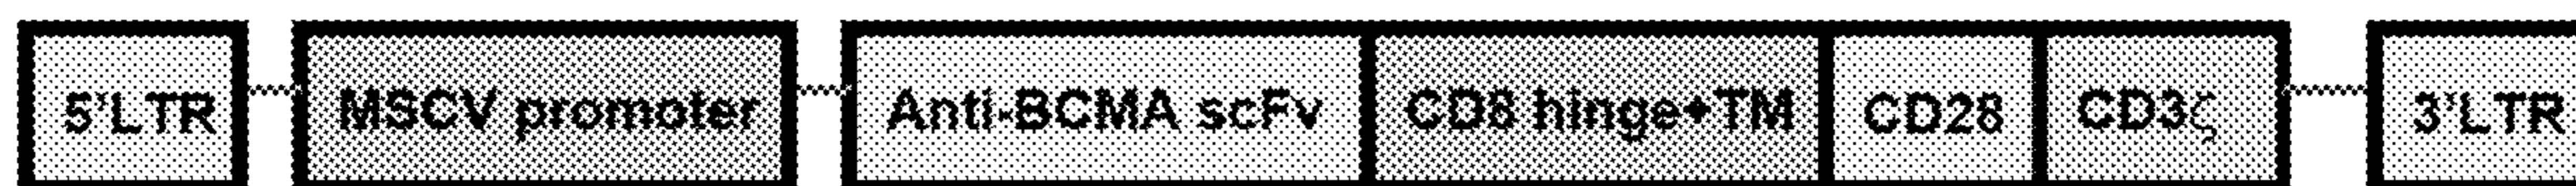 5'LTR MSCV promoter Anti-BCMA scFv CD8 hinge+TM CD28 CD3ζ 3'LTR